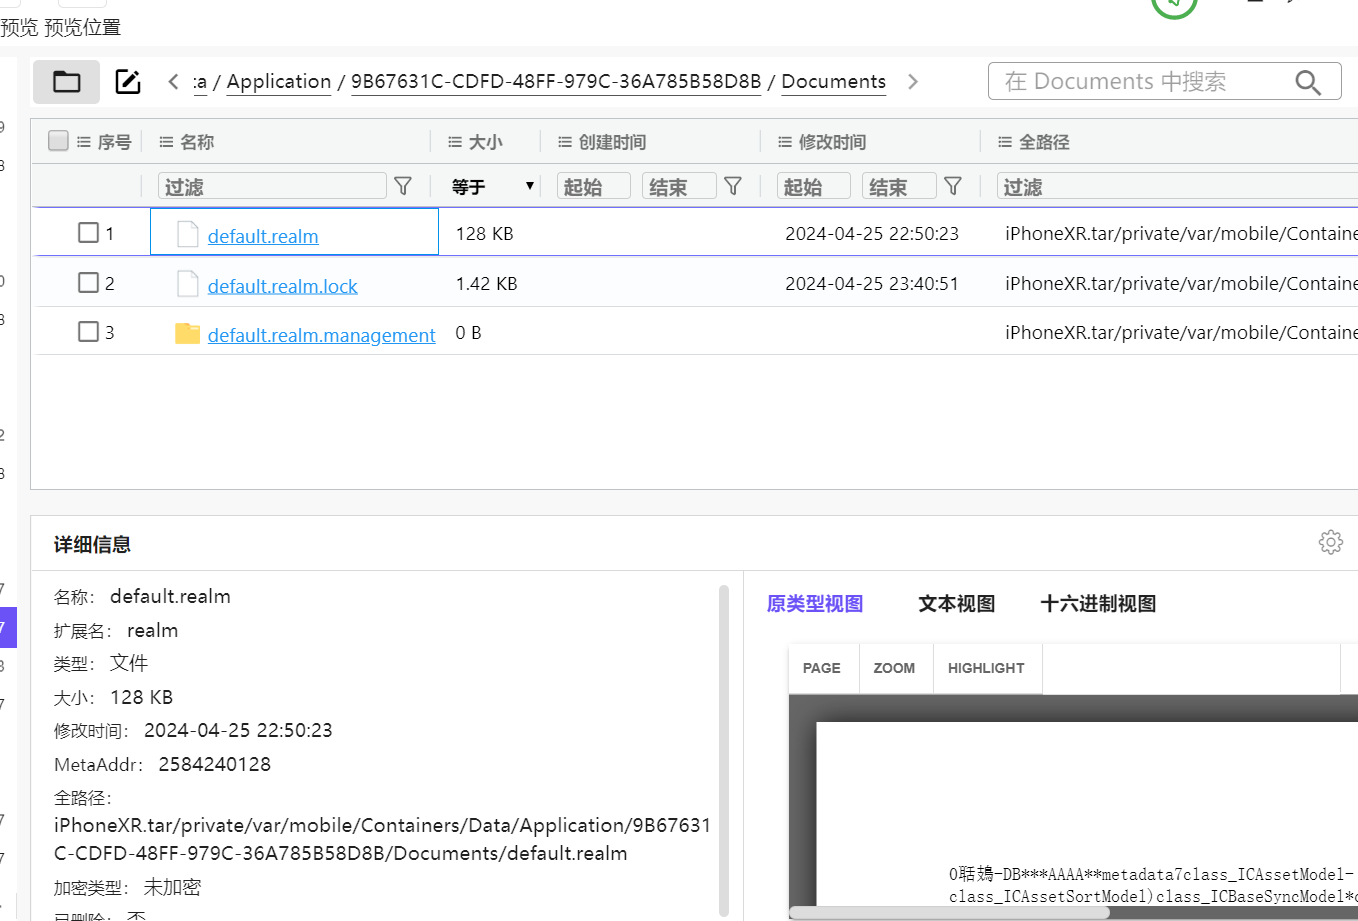 预览 预览位置
ta / Application / 9B67631C-CDFD-48FF-979C-36A785B58D8B / Documents
在 Documents 中搜索
序号 名称 大小 创建时间 修改时间 全路径
过滤 等于 起始 结束 起始 结束 过滤
1 default.realm 128 KB 2024-04-25 22:50:23 iPhoneXR.tar/private/var/mobile/Containe
2 default.realm.lock 1.42 KB 2024-04-25 23:40:51 iPhoneXR.tar/private/var/mobile/Containe
3 default.realm.management 0 B iPhoneXR.tar/private/var/mobile/Containe
详细信息
名称: default.realm
扩展名: realm
类型: 文件
大小: 128 KB
修改时间: 2024-04-25 22:50:23
MetaAddr: 2584240128
全路径:
iPhoneXR.tar/private/var/mobile/Containers/Data/Application/9B67631
C-CDFD-48FF-979C-36A785B58D8B/Documents/default.realm
加密类型: 未加密
已删除: 否
原类型视图 文本视图 十六进制视图
PAGE ZOOM HIGHLIGHT
-DB***AAAA**metadata7class_ICAssetModel-
class_ICAssetSortModel)class_ICBaseSyncModel*c